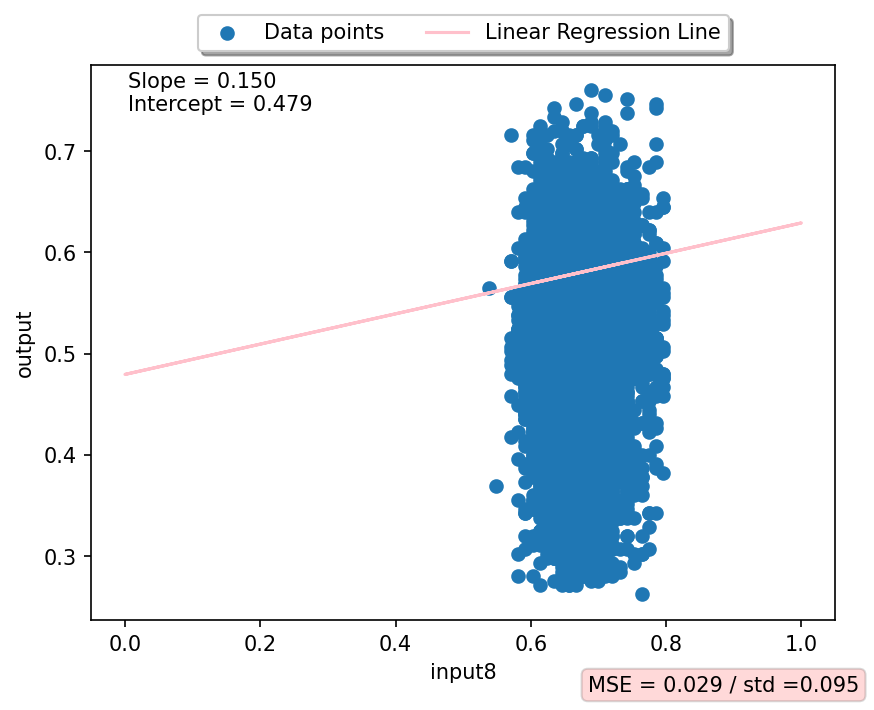 Data points
Linear Regression Line
Slope = 0.150
Intercept = 0.479
output
0.7
0.6
0.5
0.4
0.3
0.0
0.2
0.4
0.6
0.8
1.0
input8
MSE = 0.029 / std =0.095